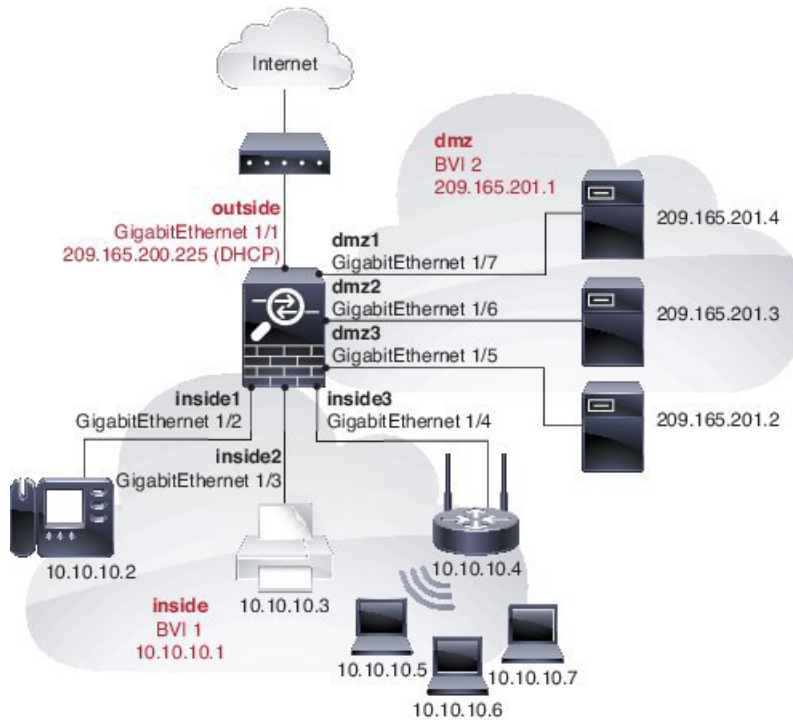 Internet
outside
GigabitEthernet 1/1
209.165.200.225 (DHCP)
dmz
BVI 2
209.165.201.1
dmz1
GigabitEthernet 1/7
209.165.201.4
dmz2
GigabitEthernet 1/6
209.165.201.3
dmz3
GigabitEthernet 1/5
209.165.201.2
inside1
GigabitEthernet 1/2
inside2
GigabitEthernet 1/3
inside3
GigabitEthernet 1/4
10.10.10.2
10.10.10.3
10.10.10.4
inside
BVI 1
10.10.10.1
10.10.10.5
10.10.10.6
10.10.10.7